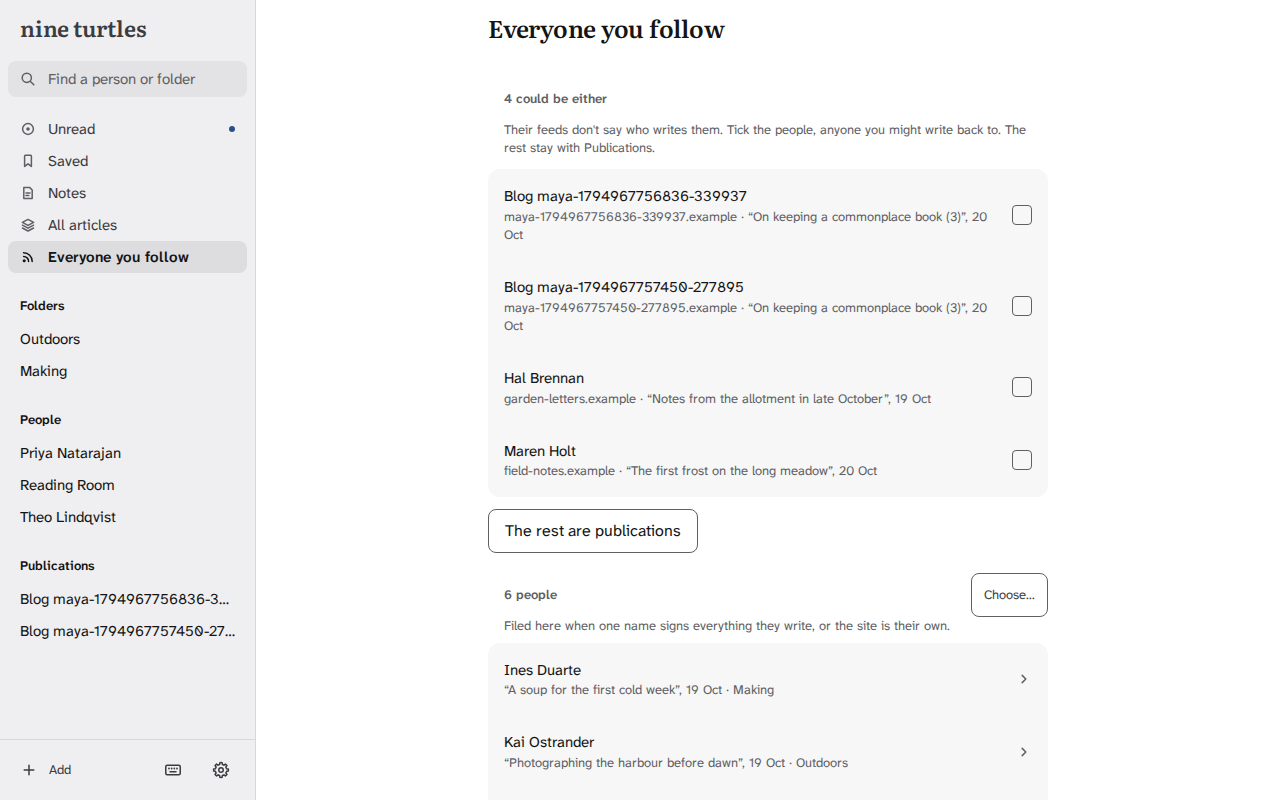 nine turtles
Find a person or folder
Unread
Saved
Notes
All articles
Everyone you follow
Folders
Outdoors
Making
People
Priya Natarajan
Reading Room
Theo Lindqvist
Publications
Blog maya-1794967756836-3...
Blog maya-1794967757450-27...
Add
Everyone you follow
4 could be either
Their feeds don't say who writes them. Tick the people, anyone you might write back to. The
rest stay with Publications.
Blog maya-1794967756836-339937
maya-1794967756836-339937.example · “On keeping a commonplace book (3)”, 20
Oct
Blog maya-1794967757450-277895
maya-1794967757450-277895.example · “On keeping a commonplace book (3)”, 20
Oct
Hal Brennan
garden-letters.example · “Notes from the allotment in late October”, 19 Oct
Maren Holt
field-notes.example · “The first frost on the long meadow”, 20 Oct
The rest are publications
6 people
Choose...
Filed here when one name signs everything they write, or the site is their own.
Ines Duarte
“A soup for the first cold week”, 19 Oct · Making
Kai Ostrander
“Photographing the harbour before dawn”, 19 Oct · Outdoors